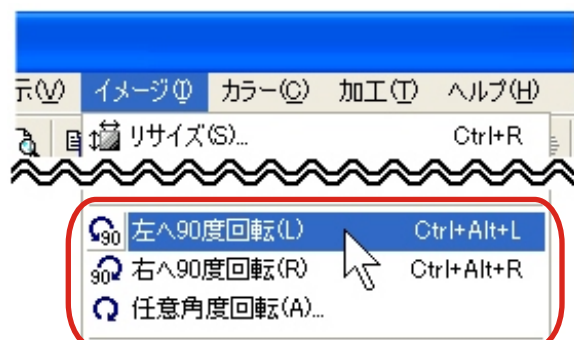 示(V) イメージ(I) カラー(C) 加工(T) ヘルプ(H)
リサイズ(S)... Ctrl+R
90 左へ90度回転(L) Ctrl+Alt+L
90 右へ90度回転(R) Ctrl+Alt+R
任意角度回転(A)...